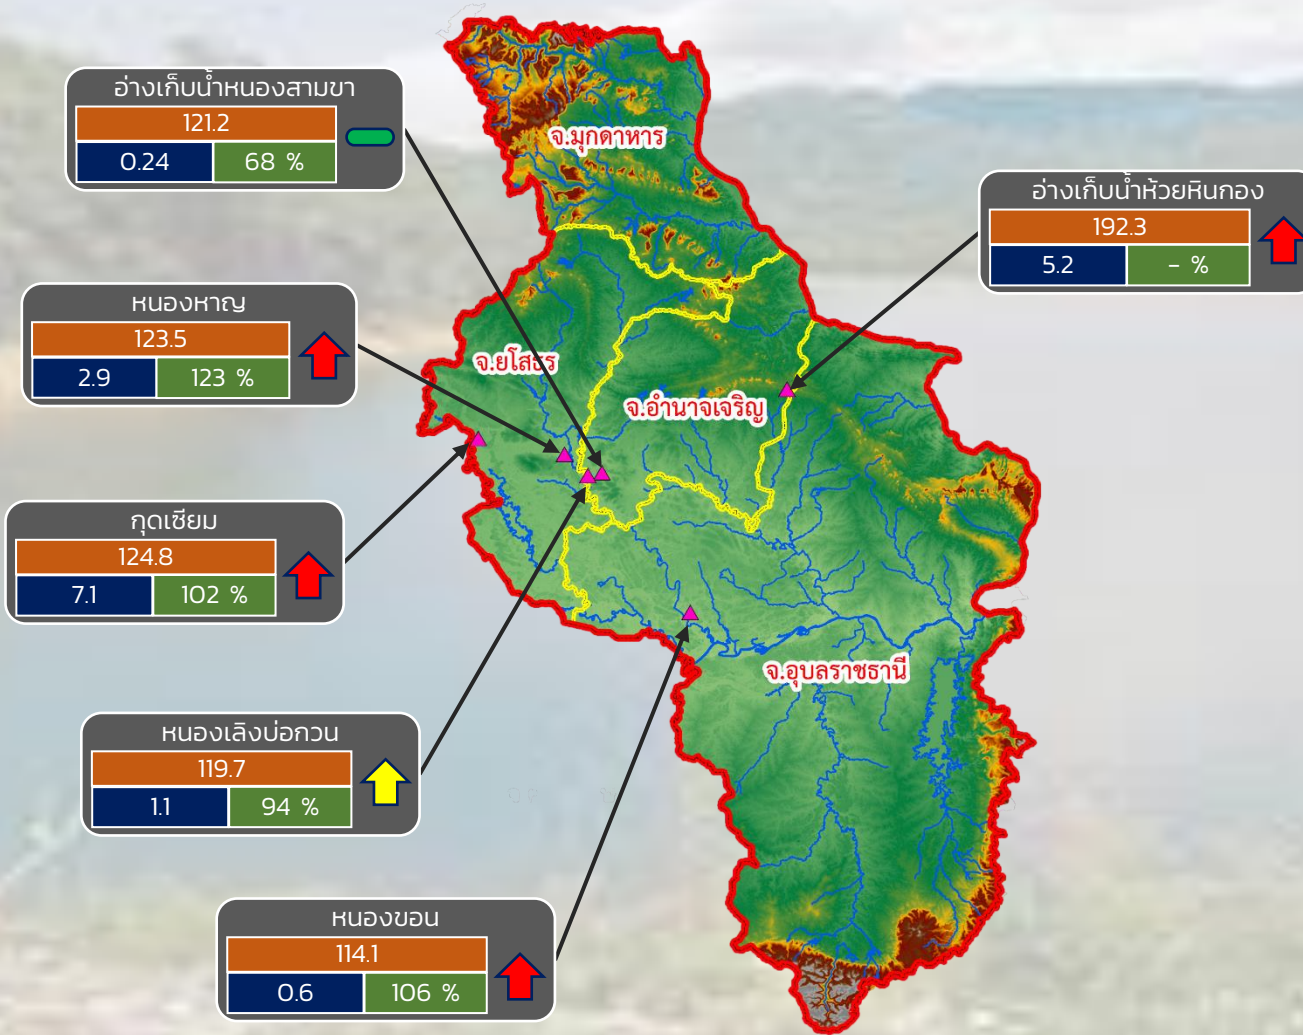 อ่างเก็บน้ำหนองสามขา
121.2
0.24 68 %
จ.มุกดาหาร
อ่างเก็บน้ำห้วยหินกอง
192.3
5.2 - %
หนองหาญ
123.5
2.9 123 %
จ.ยโสธร
จ.อำนาจเจริญ
กุดเซียม
124.8
7.1 102 %
จ.อุบลราชธานี
หนองเลิงบ่อกวน
119.7
1.1 94 %
หนองขอน
114.1
0.6 106 %